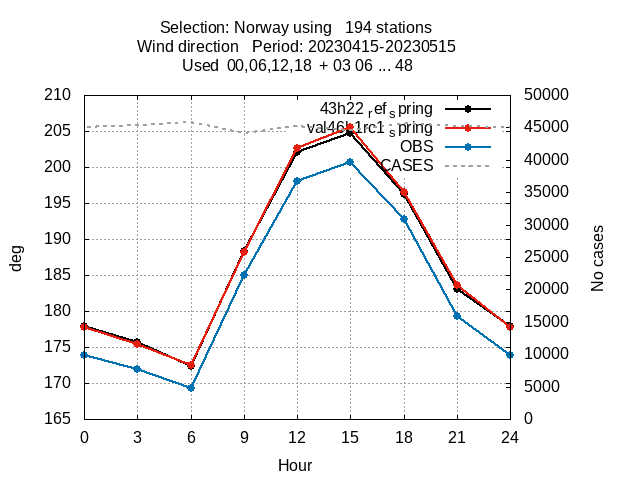 Selection: Norway using 194 stations
Wind direction Period: 20230415-20230515
Used 00,06,12,18 + 03 06 ... 48
43h22_ref_spring
val46h1rc1_spring
OBS
CASES
deg
No cases
210
205
200
195
190
185
180
175
170
165
50000
45000
40000
35000
30000
25000
20000
15000
10000
5000
0
0 3 6 9 12 15 18 21 24
Hour